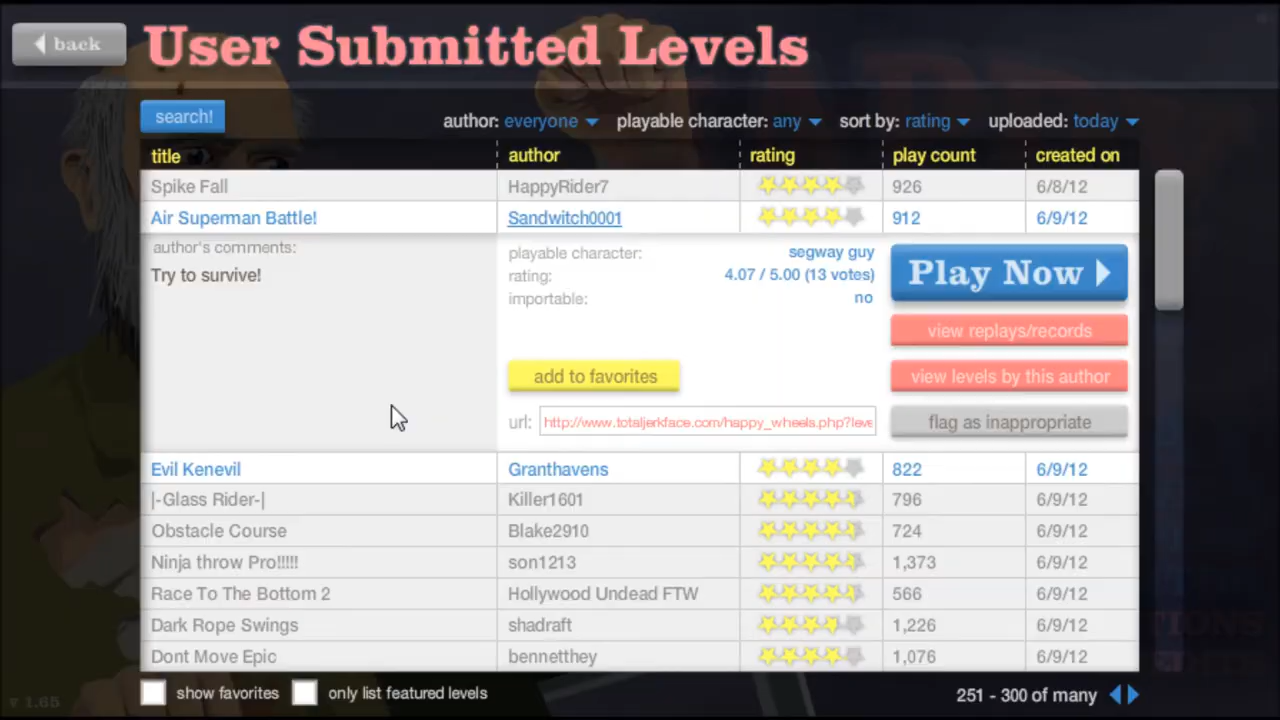 back
User Submitted Levels
search!
author: everyone playable character: any sort by: rating uploaded: today
title author rating play count created on
Spike Fall HappyRider7 926 6/8/12
Air Superman Battle! Sandwitch0001 912 6/9/12
author's comments:
Try to survive!
playable character: segway guy
rating: 4.07 / 5.00 (13 votes)
importable: no
Play Now
view replays/records
add to favorites
view levels by this author
url: http://www.totaljerkface.com/happy_wheels.php?leve
flag as inappropriate
Evil Kenevil Granthavens 822 6/9/12
|-Glass Rider-| Killer1601 796 6/9/12
Obstacle Course Blake2910 724 6/9/12
Ninja throw Pro!!!!! son1213 1,373 6/9/12
Race To The Bottom 2 Hollywood Undead FTW 566 6/9/12
Dark Rope Swings shadraft 1,226 6/9/12
Dont Move Epic bennetthey 1,076 6/9/12
show favorites only list featured levels 251 - 300 of many
v 1.65